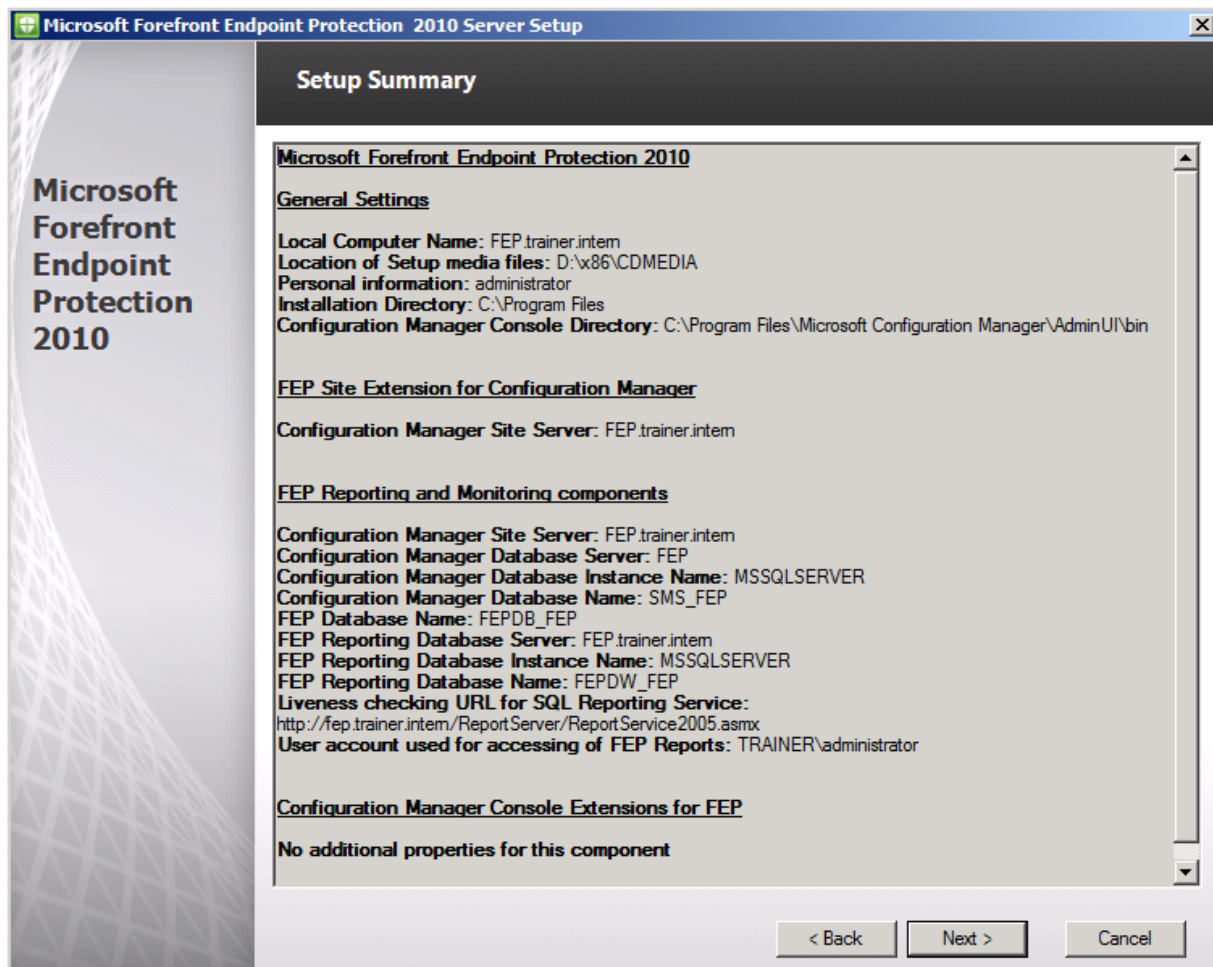 Microsoft Forefront Endpoint Protection  2010 Server Setup
Setup Summary
Microsoft
Forefront
Endpoint
Protection
2010
Microsoft Forefront Endpoint Protection 2010
General Settings
Local Computer Name: FEP.trainer.intern
Location of Setup media files: D:\x86\CDMEDIA
Personal information: administrator
Installation Directory: C:\Program Files
Configuration Manager Console Directory: C:\Program Files\Microsoft Configuration Manager\AdminUI\bin
FEP Site Extension for Configuration Manager
Configuration Manager Site Server: FEP.trainer.intern
FEP Reporting and Monitoring components
Configuration Manager Site Server: FEP.trainer.intern
Configuration Manager Database Server: FEP
Configuration Manager Database Instance Name: MSSQLSERVER
Configuration Manager Database Name: SMS_FEP
FEP Database Name: FEPDB_FEP
FEP Reporting Database Server: FEP.trainer.intern
FEP Reporting Database Instance Name: MSSQLSERVER
FEP Reporting Database Name: FEPDW_FEP
Liveness checking URL for SQL Reporting Service:
http://fep.trainer.intern/ReportServer/ReportService2005.asmx
User account used for accessing of FEP Reports: TRAINER\administrator
Configuration Manager Console Extensions for FEP
No additional properties for this component
< Back
Next >
Cancel